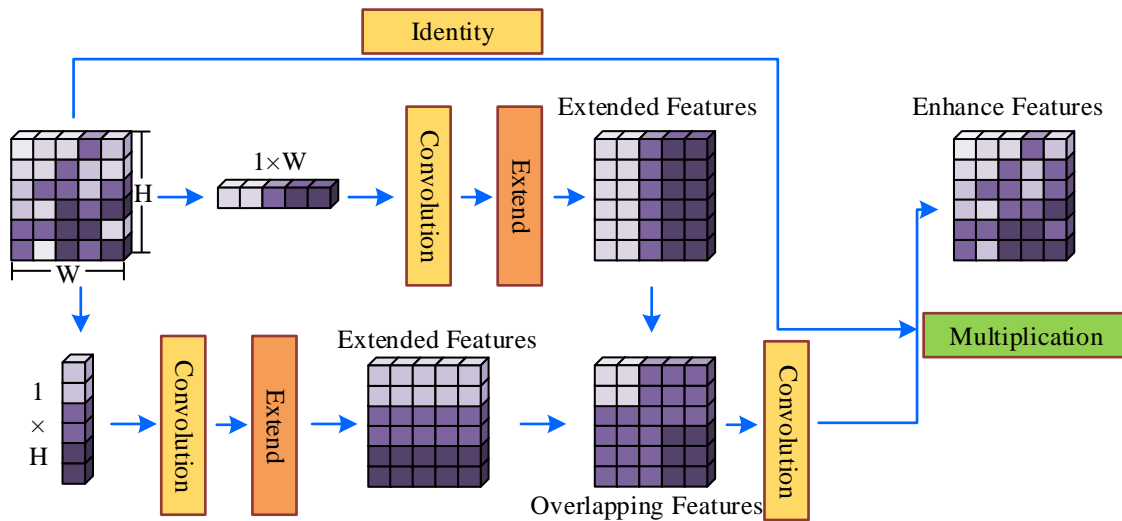 Identity
Extended Features
Enhance Features
1×W
Convolution
Extend
H
W
Multiplication
Extended Features
1
×
H
Convolution
Extend
Convolution
Overlapping Features